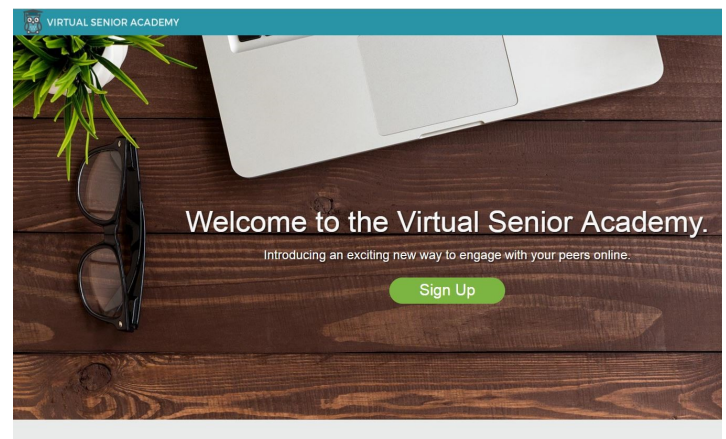 VIRTUAL SENIOR ACADEMY
Welcome to the Virtual Senior Academy.
Introducing an exciting new way to engage with your peers online.
Sign Up